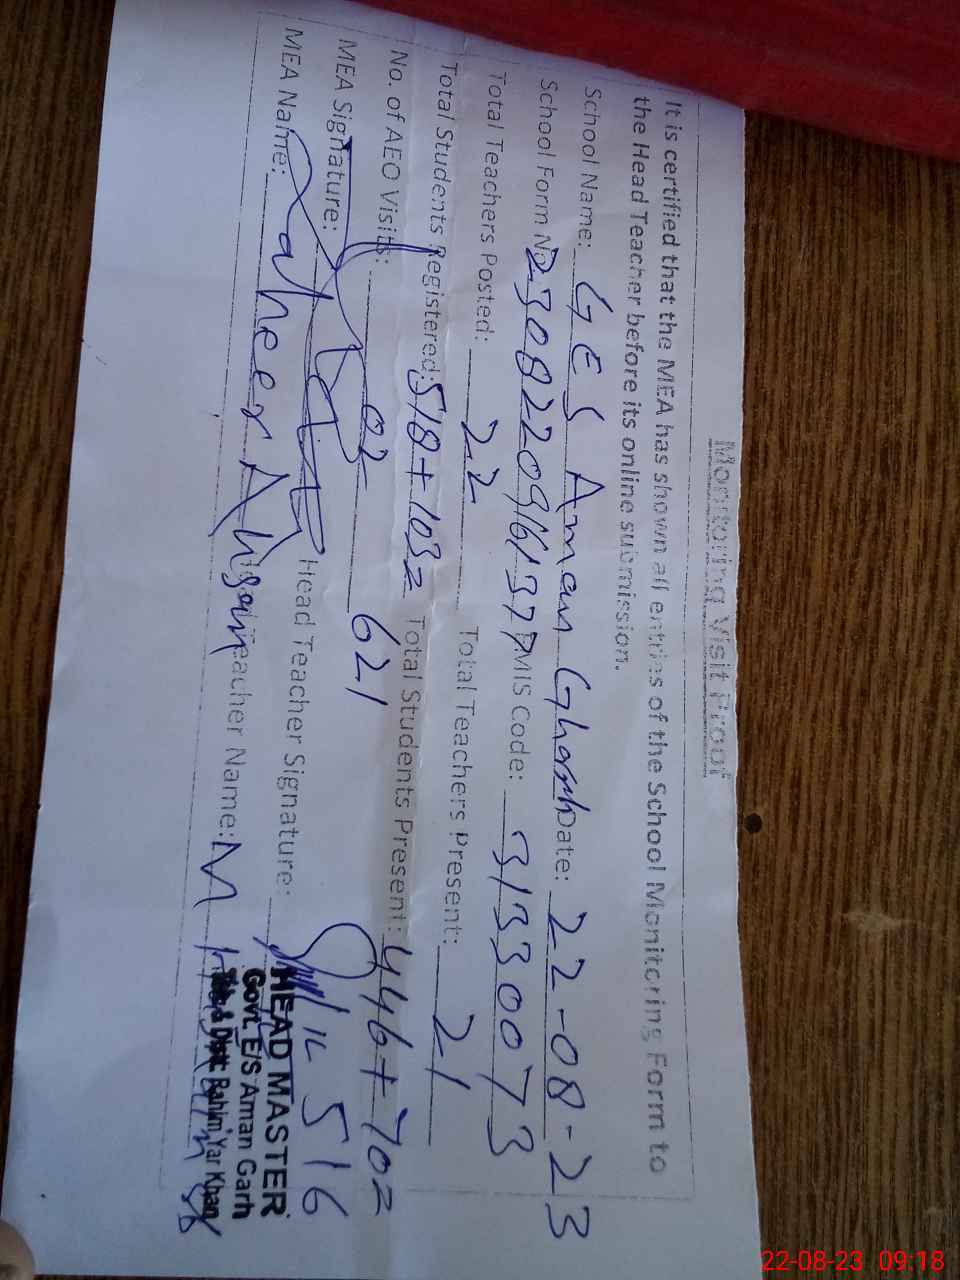 Monitoring Visit Proof
It is certified that the MEA has shown all entries of the School Monitoring Form to
the Head Teacher before its online submission.
School Name: GES Aman Gharh Date: 22-08-23
School Form No. 23082209161377 EMIS Code: 31330073
Total Teachers Posted: 22 Total Teachers Present: 21
Total Students Registered: 518+103= Total Students Present: 446+70=
621 516
No. of AEO Visits: 02
MEA Signature: Head Teacher Signature:
MEA Name: Zaheer Ahsan Head Teacher Name: M
HEAD MASTER
Govt. E/S Aman Garh
Teh & Distt: Rahim Yar Khan
22-08-23 09:18